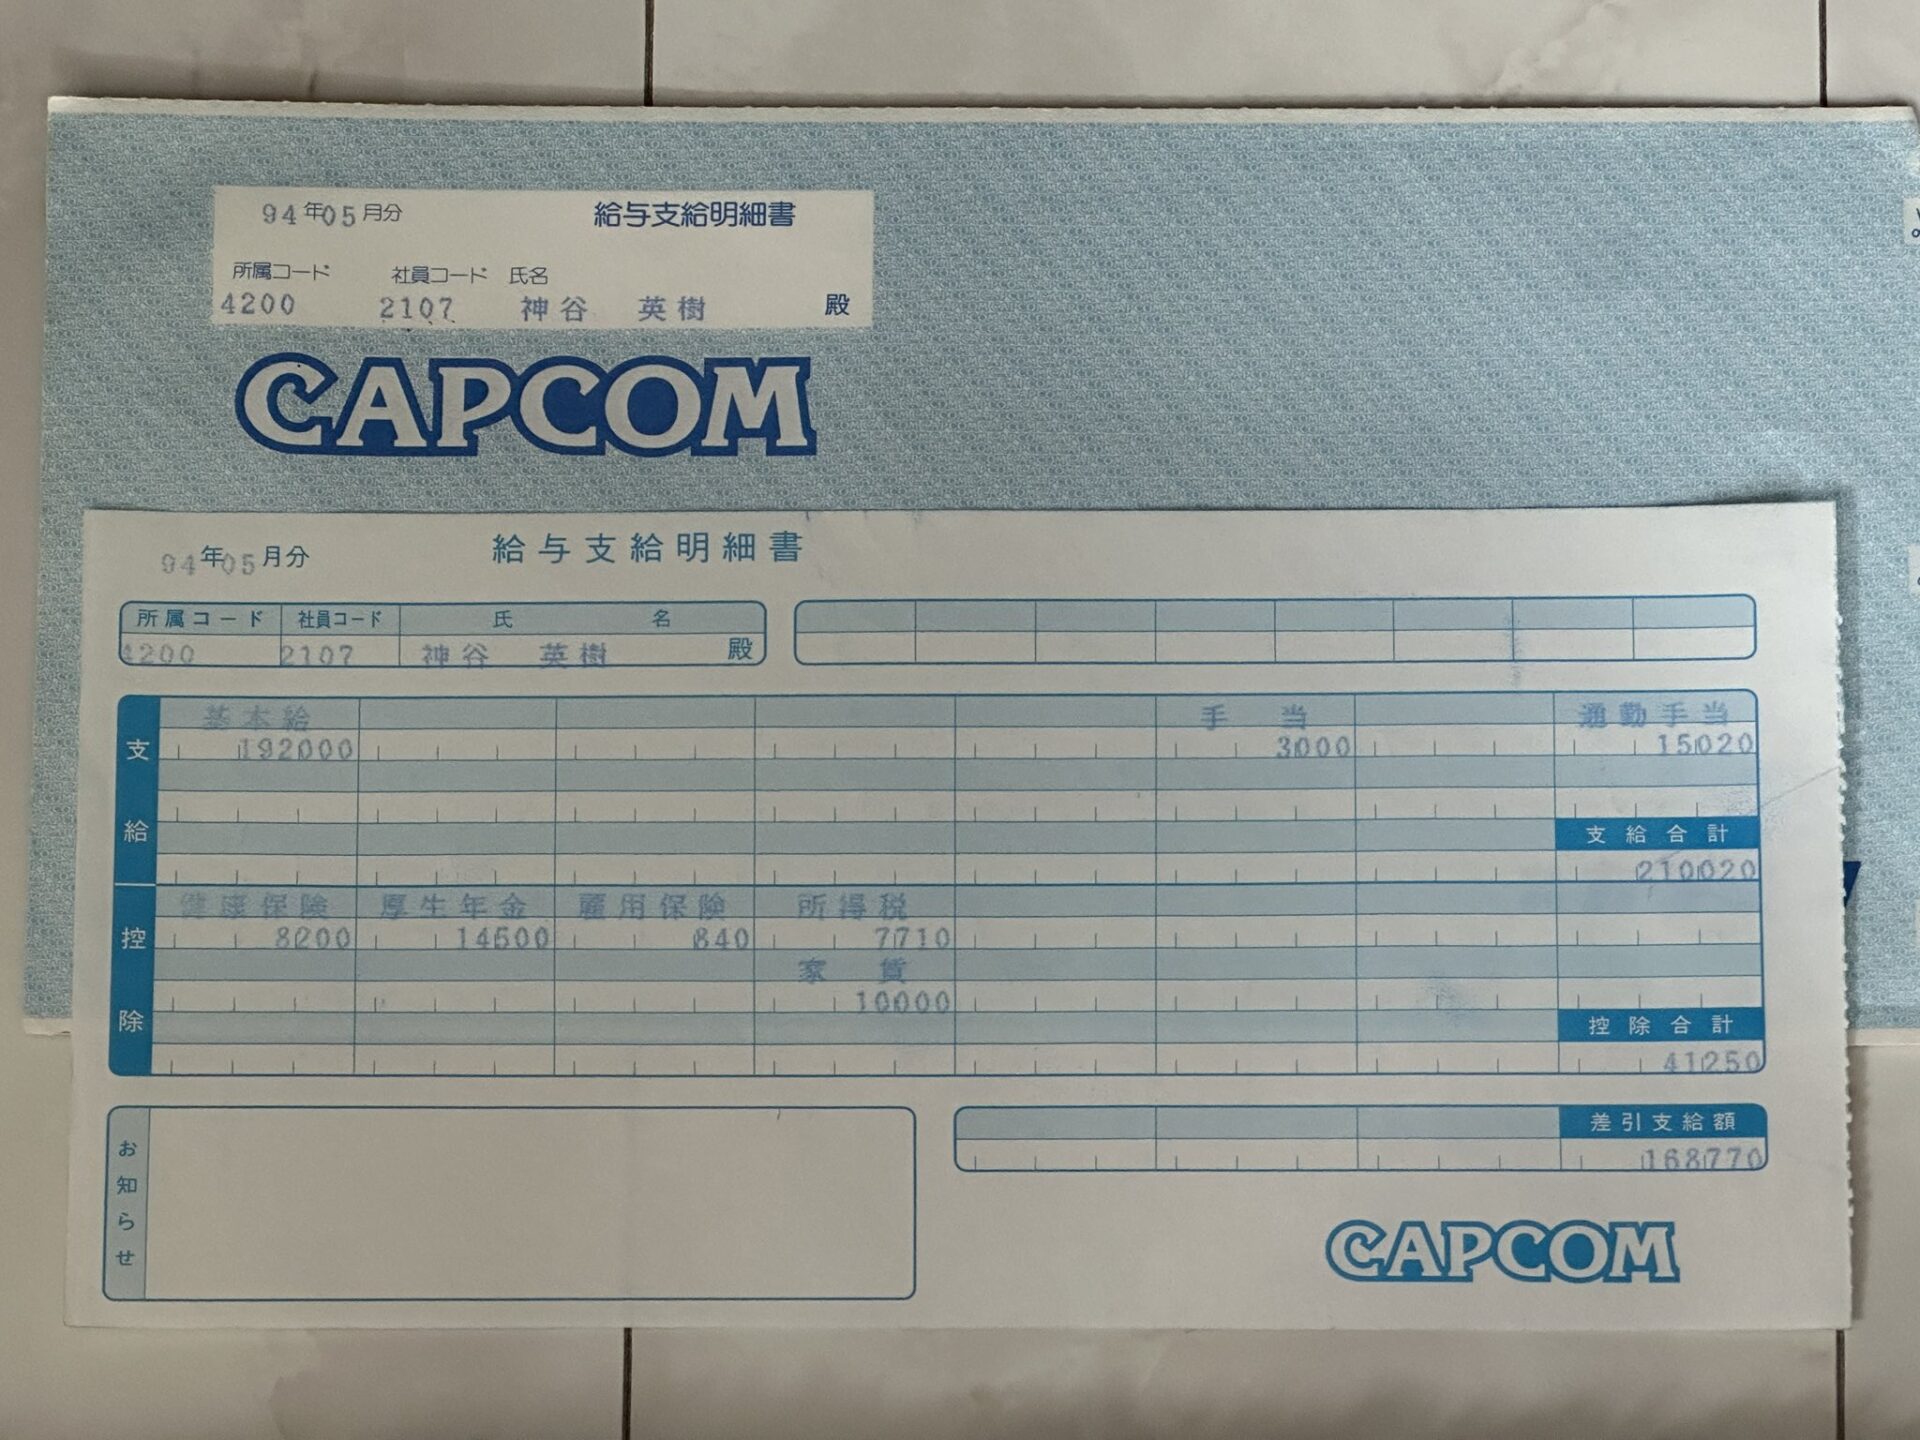 94年05月分 給与支給明細書
所属コード 社員コード 氏名
4200 2107 神谷 英樹 殿
CAPCOM
94年05月分 給与支給明細書
所属コード 社員コード 氏 名
4200 2107 神谷 英樹 殿
支給
基本給 手 当 通勤手当
192000 3000 15020
支給合計
210020
控除
健康保険 厚生年金 雇用保険 所得税
8200 14500 840 7710
家 賃
10000
控除合計
41250
お知らせ
差引支給額
168770
CAPCOM